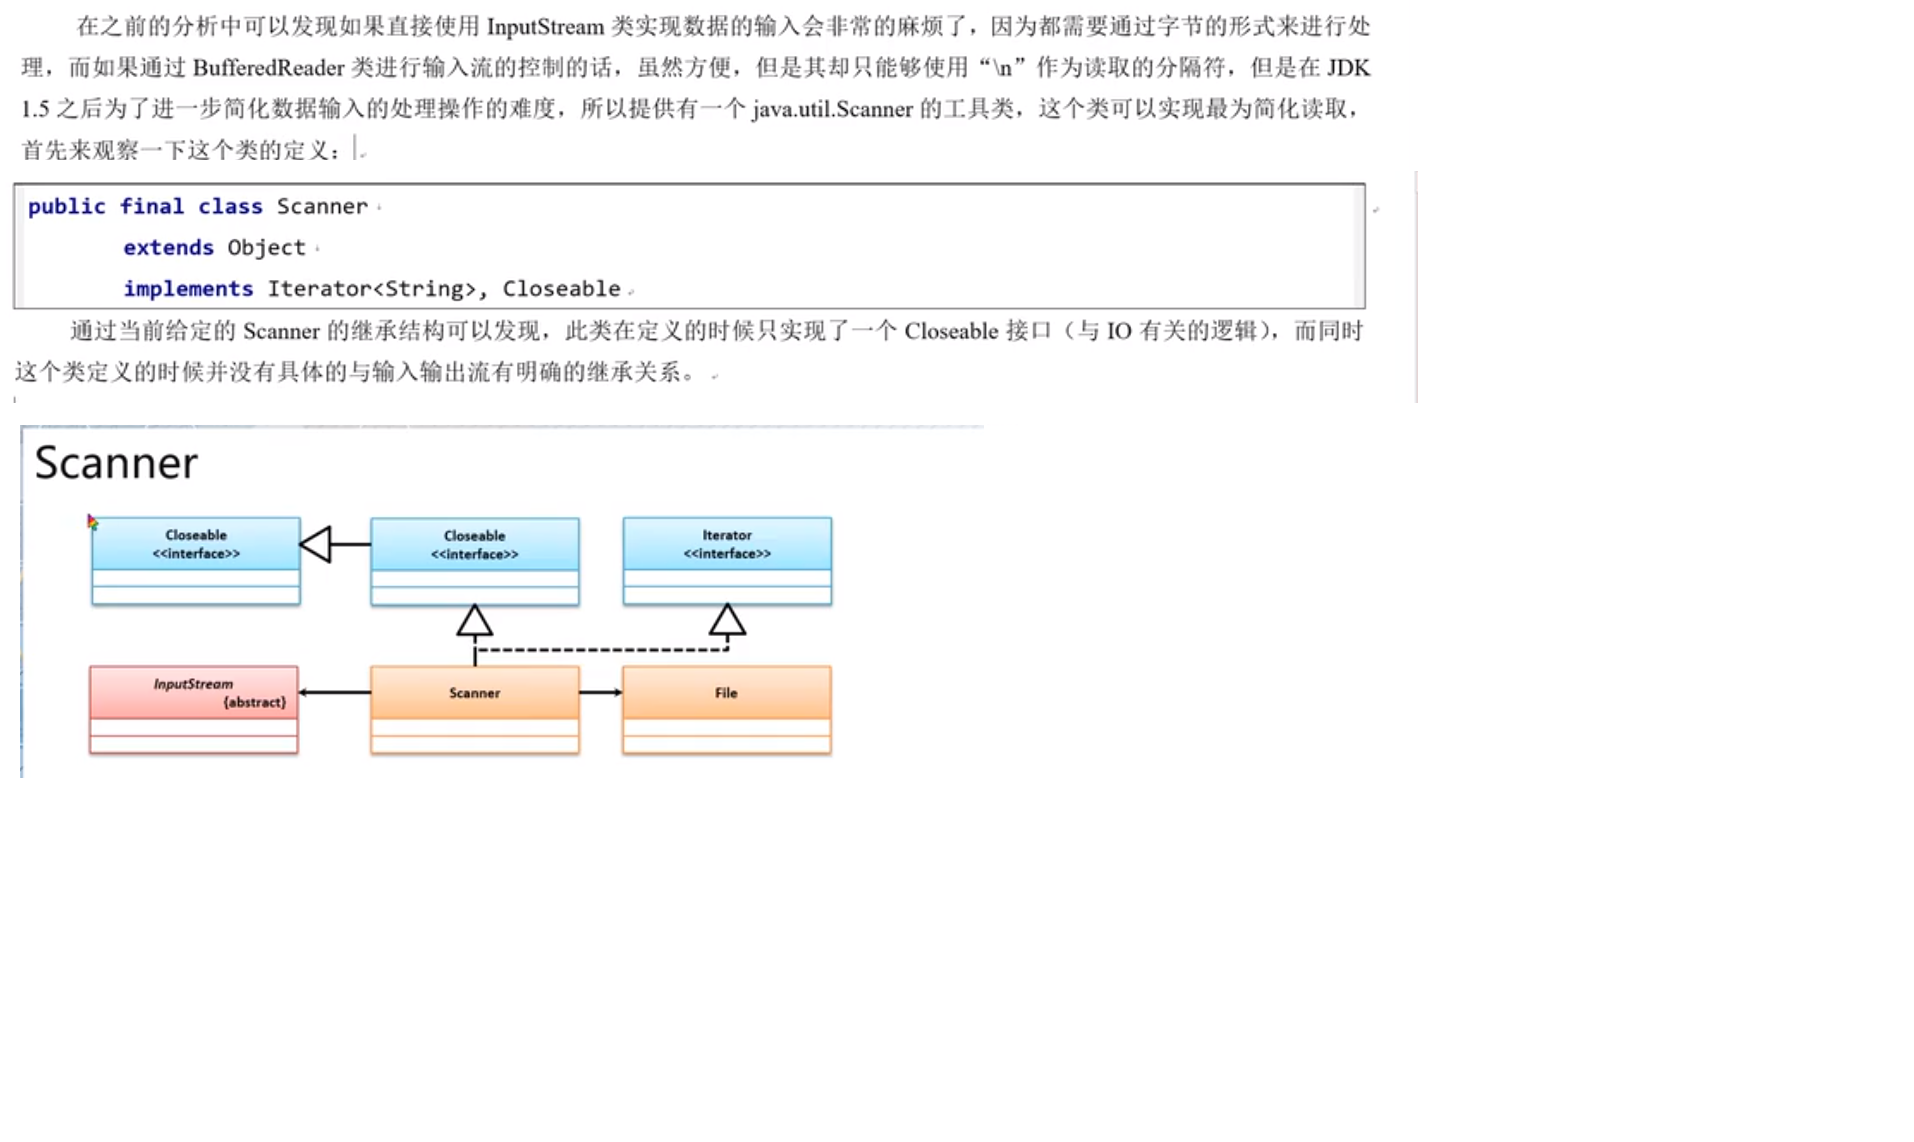 在之前的分析中可以发现如果直接使用 InputStream 类实现数据的输入会非常的麻烦了，因为都需要通过字节的形式来进行处
理，而如果通过 BufferedReader 类进行输入流的控制的话，虽然方便，但是其却只能够使用“\n”作为读取的分隔符，但是在 JDK
1.5 之后为了进一步简化数据输入的处理操作的难度，所以提供有一个 java.util.Scanner 的工具类，这个类可以实现最为简化读取，
首先来观察一下这个类的定义：
public final class Scanner
extends Object
implements Iterator<String>, Closeable
通过当前给定的 Scanner 的继承结构可以发现，此类在定义的时候只实现了一个 Closeable 接口（与 IO 有关的逻辑），而同时
这个类定义的时候并没有具体的与输入输出流有明确的继承关系。
Scanner
Closeable
<<interface>>
Closeable
<<interface>>
Iterator
<<interface>>
InputStream
{abstract}
Scanner
File